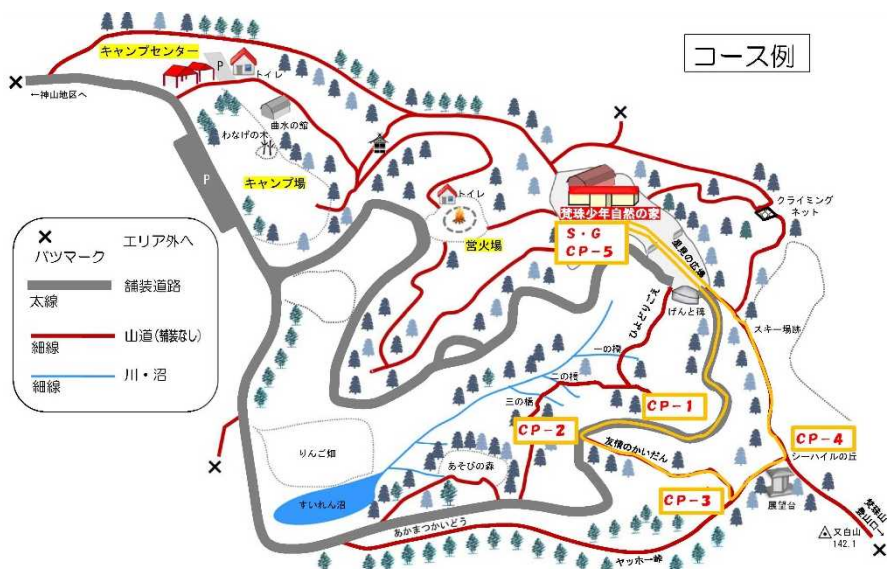 コース例
キャンプセンター
P
トイレ
←神山地区へ
曲水の館
わなげの木
キャンプ場
P
トイレ
営火場
梵珠少年自然の家
S・G
CP-5
星見の広場
クライミング
ネット
げんと碑
ひよどりごえ
スキー場跡
一の橋
二の橋
三の橋
CP-1
CP-2
友情のかいだん
CP-4
シーハイルの丘
CP-3
展望台
りんご畑
あそびの森
すいれん沼
あかまつかいどう
ヤッホー峠
又白山
142.1
梵珠山
登山口→
バツマーク
エリア外へ
太線
舗装道路
細線
山道(舗装なし)
細線
川・沼